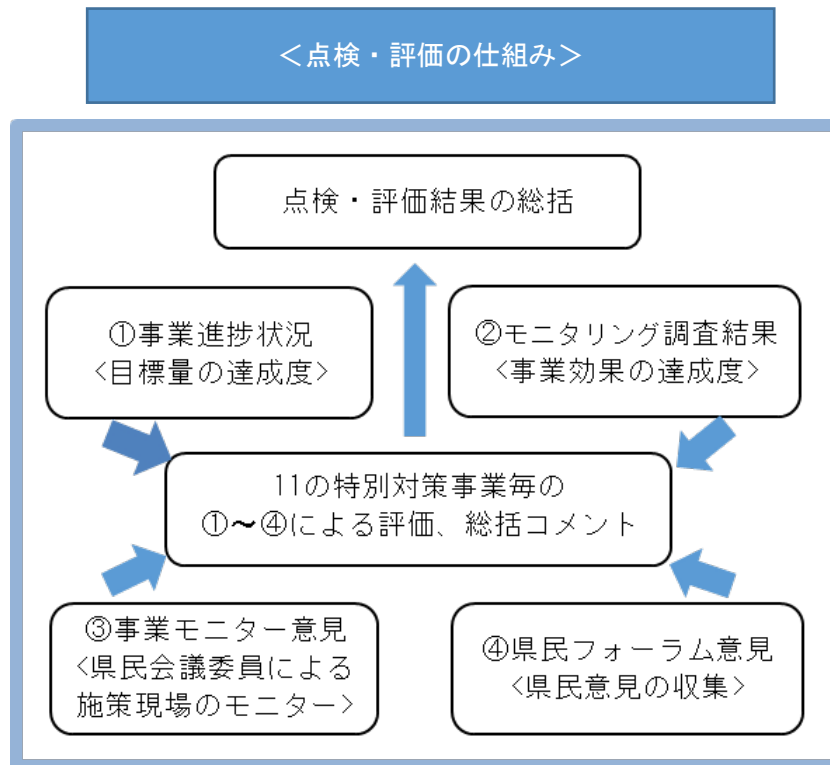 ＜点検・評価の仕組み＞
点検・評価結果の総括
①事業進捗状況
<目標量の達成度>
②モニタリング調査結果
<事業効果の達成度>
11の特別対策事業毎の
①～④による評価、総括コメント
③事業モニター意見
<県民会議委員による
施策現場のモニター>
④県民フォーラム意見
<県民意見の収集>